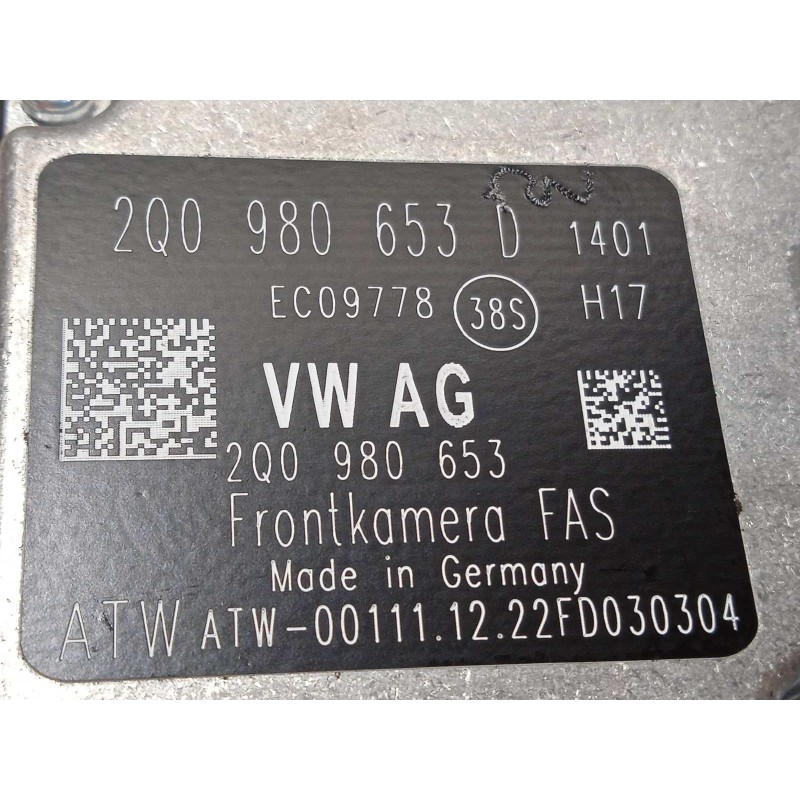 2Q0 980 653 D 1401
EC09778 38S H17
VW AG
2Q0 980 653
Frontkamera FAS
Made in Germany
ATW ATW-00111.12.22FD030304